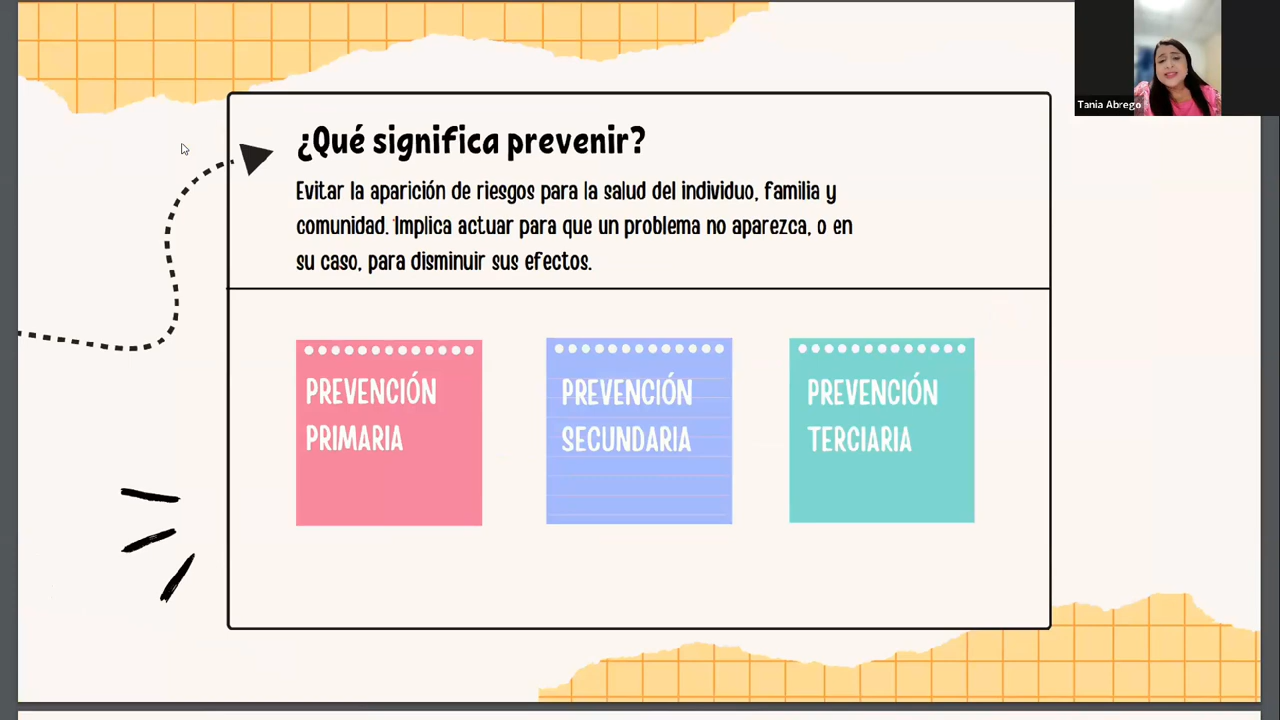 Tania Abrego
¿Qué significa prevenir?
Evitar la aparición de riesgos para la salud del individuo, familia y
comunidad. Implica actuar para que un problema no aparezca, o en
su caso, para disminuir sus efectos.
PREVENCIÓN
PRIMARIA
PREVENCIÓN
SECUNDARIA
PREVENCIÓN
TERCIARIA